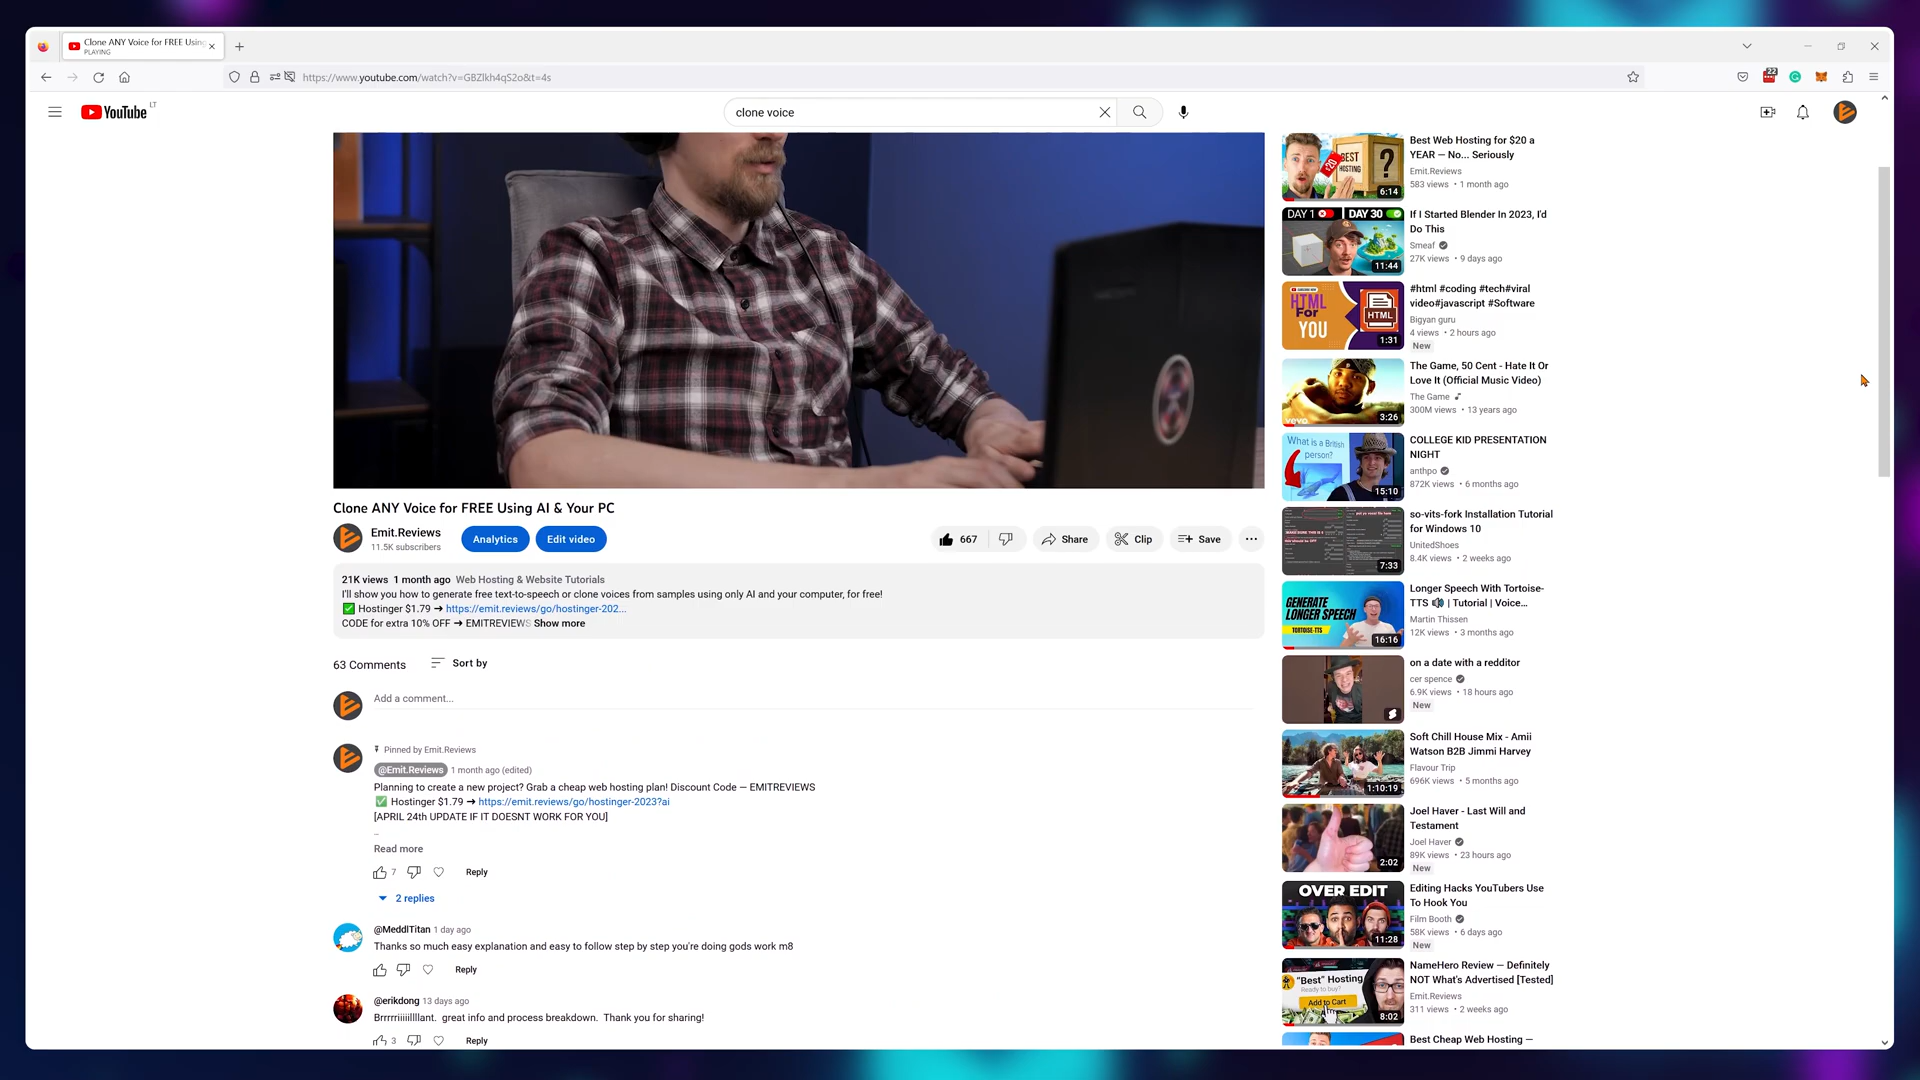 Clone ANY Voice for FREE Using
PLAYING
https://www.youtube.com/watch?v=GBZlkh4qS2o&t=4s
22
YouTube LT
clone voice
BEST HOSTING ?
$20
6:14
Best Web Hosting for $20 a
YEAR — No... Seriously
Emit.Reviews
583 views • 1 month ago
DAY 1 DAY 30
11:44
If I Started Blender In 2023, I'd
Do This
Smeaf
27K views • 9 days ago
HTML
For
YOU
HTML
1:31
#html #coding #tech#viral
video#javascript #Software
Bigyan guru
4 views • 2 hours ago
New
vevo
3:26
The Game, 50 Cent - Hate It Or
Love It (Official Music Video)
The Game
300M views • 13 years ago
What is a British
person?
15:10
COLLEGE KID PRESENTATION
NIGHT
anthpo
872K views • 6 months ago
7:33
so-vits-fork Installation Tutorial
for Windows 10
UnitedShoes
8.4K views • 2 weeks ago
GENERATE
LONGER SPEECH
TORTOISE-TTS
16:16
Longer Speech With Tortoise-
TTS 🔊 | Tutorial | Voice...
Martin Thissen
12K views • 3 months ago
on a date with a redditor
cer spence
6.9K views • 18 hours ago
New
1:10:19
Soft Chill House Mix - Amii
Watson B2B Jimmi Harvey
Flavour Trip
696K views • 5 months ago
2:02
Joel Haver - Last Will and
Testament
Joel Haver
89K views • 23 hours ago
New
OVER EDIT
11:28
Editing Hacks YouTubers Use
To Hook You
Film Booth
58K views • 6 days ago
New
"Best" Hosting
Ready to buy?
Add to Cart
8:02
NameHero Review — Definitely
NOT What's Advertised [Tested]
Emit.Reviews
311 views • 2 weeks ago
Best Cheap Web Hosting —
Clone ANY Voice for FREE Using AI & Your PC
Emit.Reviews
11.5K subscribers
Analytics
Edit video
667
Share
Clip
Save
21K views 1 month ago Web Hosting & Website Tutorials
I'll show you how to generate free text-to-speech or clone voices from samples using only AI and your computer, for free!
✅ Hostinger $1.79 ➜ https://emit.reviews/go/hostinger-202...
CODE for extra 10% OFF ➜ EMITREVIEWS Show more
63 Comments
Sort by
Add a comment...
Pinned by Emit.Reviews
@Emit.Reviews 1 month ago (edited)
Planning to create a new project? Grab a cheap web hosting plan! Discount Code — EMITREVIEWS
✅ Hostinger $1.79 ➜ https://emit.reviews/go/hostinger-2023?ai
[APRIL 24th UPDATE IF IT DOESNT WORK FOR YOU]
–
Read more
7
Reply
2 replies
@MeddlTitan 1 day ago
Thanks so much easy explanation and easy to follow step by step you're doing gods work m8
Reply
@erikdong 13 days ago
Brrrrriiiiillllant. great info and process breakdown. Thank you for sharing!
3
Reply